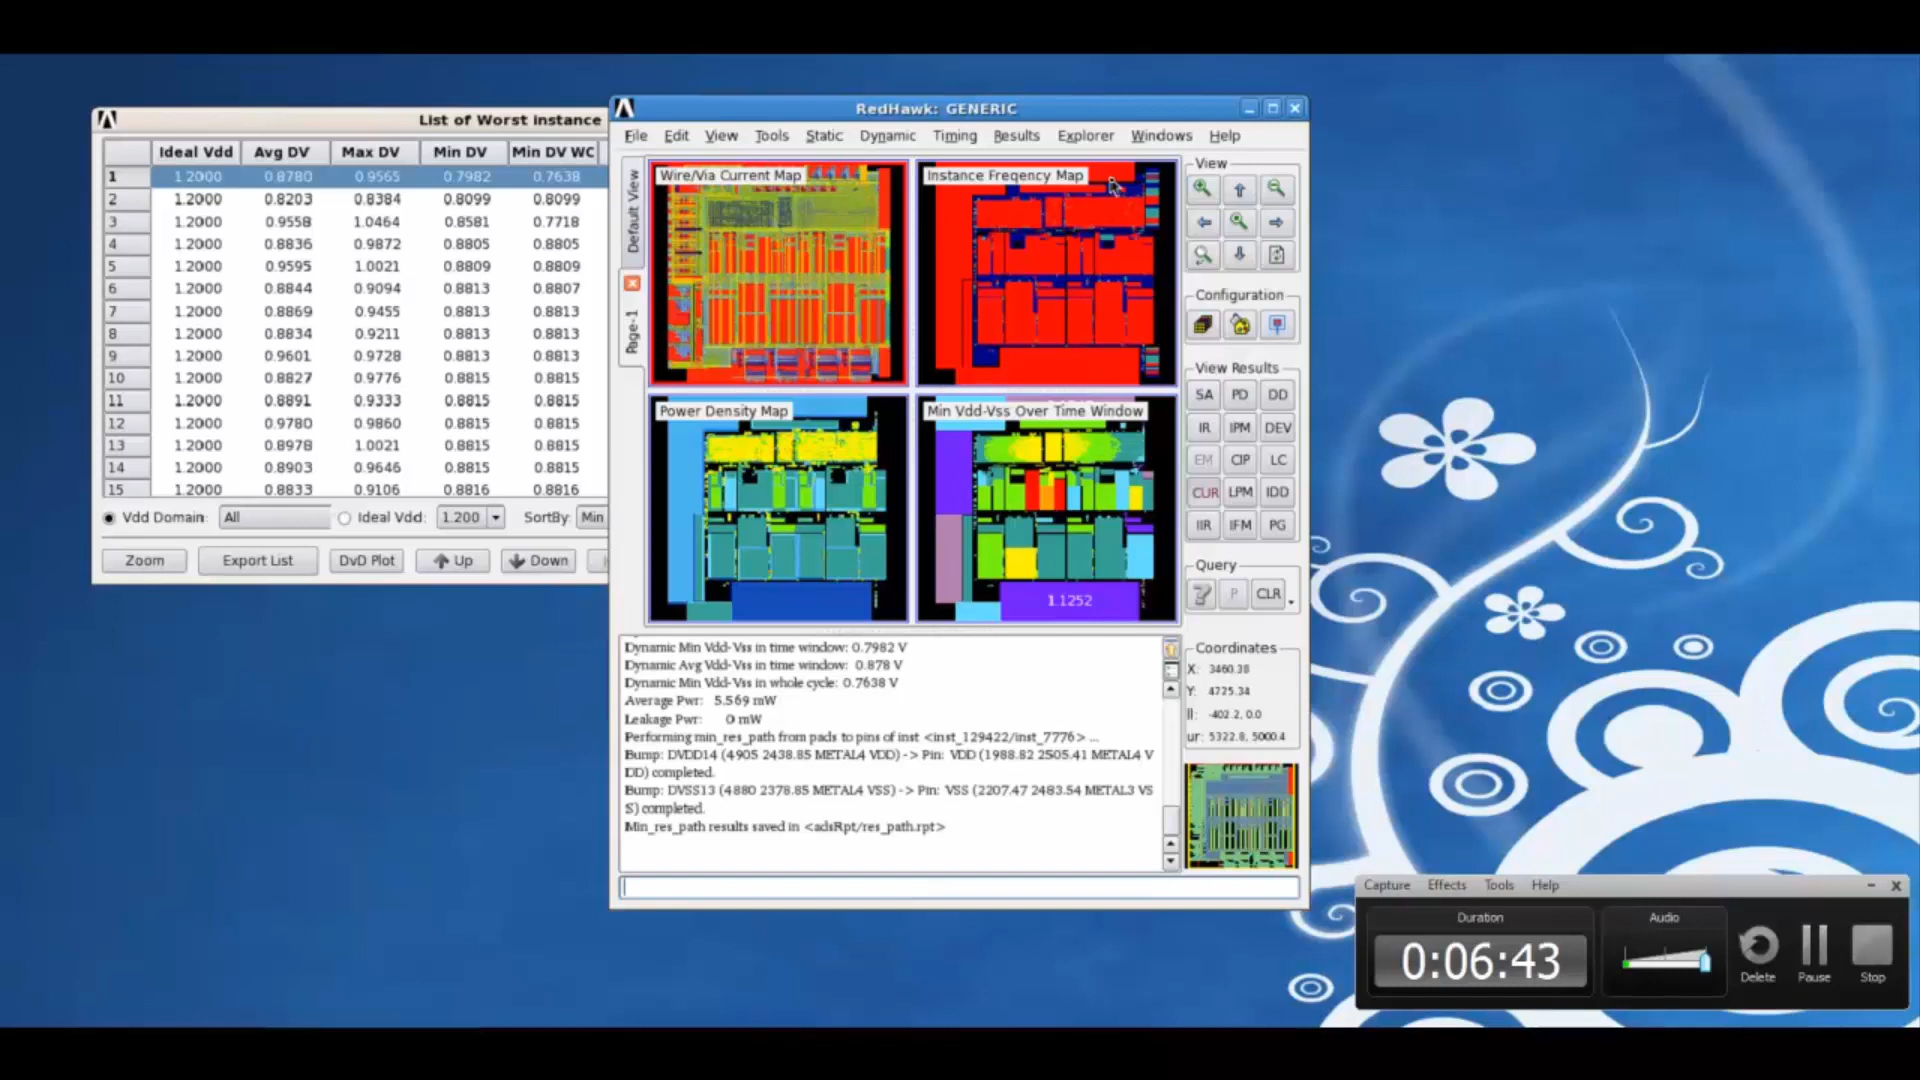 List of Worst instance
Ideal Vdd Avg DV Max DV Min DV Min DV WC
1 1.2000 0.8780 0.9565 0.7982 0.7638
2 1.2000 0.8203 0.8384 0.8099 0.8099
3 1.2000 0.9558 1.0464 0.8581 0.7718
4 1.2000 0.8836 0.9872 0.8805 0.8805
5 1.2000 0.9595 1.0021 0.8809 0.8809
6 1.2000 0.8844 0.9094 0.8813 0.8807
7 1.2000 0.8869 0.9455 0.8813 0.8813
8 1.2000 0.8834 0.9211 0.8813 0.8813
9 1.2000 0.9601 0.9728 0.8813 0.8813
10 1.2000 0.8827 0.9776 0.8815 0.8815
11 1.2000 0.8891 0.9333 0.8815 0.8815
12 1.2000 0.9780 0.9860 0.8815 0.8815
13 1.2000 0.8978 1.0021 0.8815 0.8815
14 1.2000 0.8903 0.9646 0.8815 0.8815
15 1.2000 0.8833 0.9106 0.8816 0.8816
Vdd Domain: All Ideal Vdd: 1.200 SortBy: Min
Zoom Export List DvD Plot Up Down
RedHawk: GENERIC
File Edit View Tools Static Dynamic Timing Results Explorer Windows Help
Default View
Page-1
Wire/Via Current Map
Instance Freqency Map
Power Density Map
Min Vdd-Vss Over Time Window
1.1252
Dynamic Min Vdd-Vss in time window: 0.7982 V
Dynamic Avg Vdd-Vss in time window: 0.878 V
Dynamic Min Vdd-Vss in whole cycle: 0.7638 V
Average Pwr: 5.569 mW
Leakage Pwr: 0 mW
Performing min_res_path from pads to pins of inst <inst_129422/inst_7776> ...
Bump: DVDD14 (4905 2438.85 METAL4 VDD) -> Pin: VDD (1988.82 2505.41 METAL4 V
DD) completed.
Bump: DVSS13 (4880 2378.85 METAL4 VSS) -> Pin: VSS (2207.47 2483.54 METAL3 VS
S) completed.
Min_res_path results saved in <adsRpt/res_path.rpt>
View
Configuration
View Results
SA PD DD
IR IPM DEV
EM CIP LC
CUR LPM IDD
IIR IFM PG
Query
? P CLR
Coordinates
X: 3460.38
Y: 4725.34
ll: -402.2, 0.0
ur: 5322.8, 5000.4
Capture Effects Tools Help
Duration
0:06:43
Audio
Delete Pause Stop